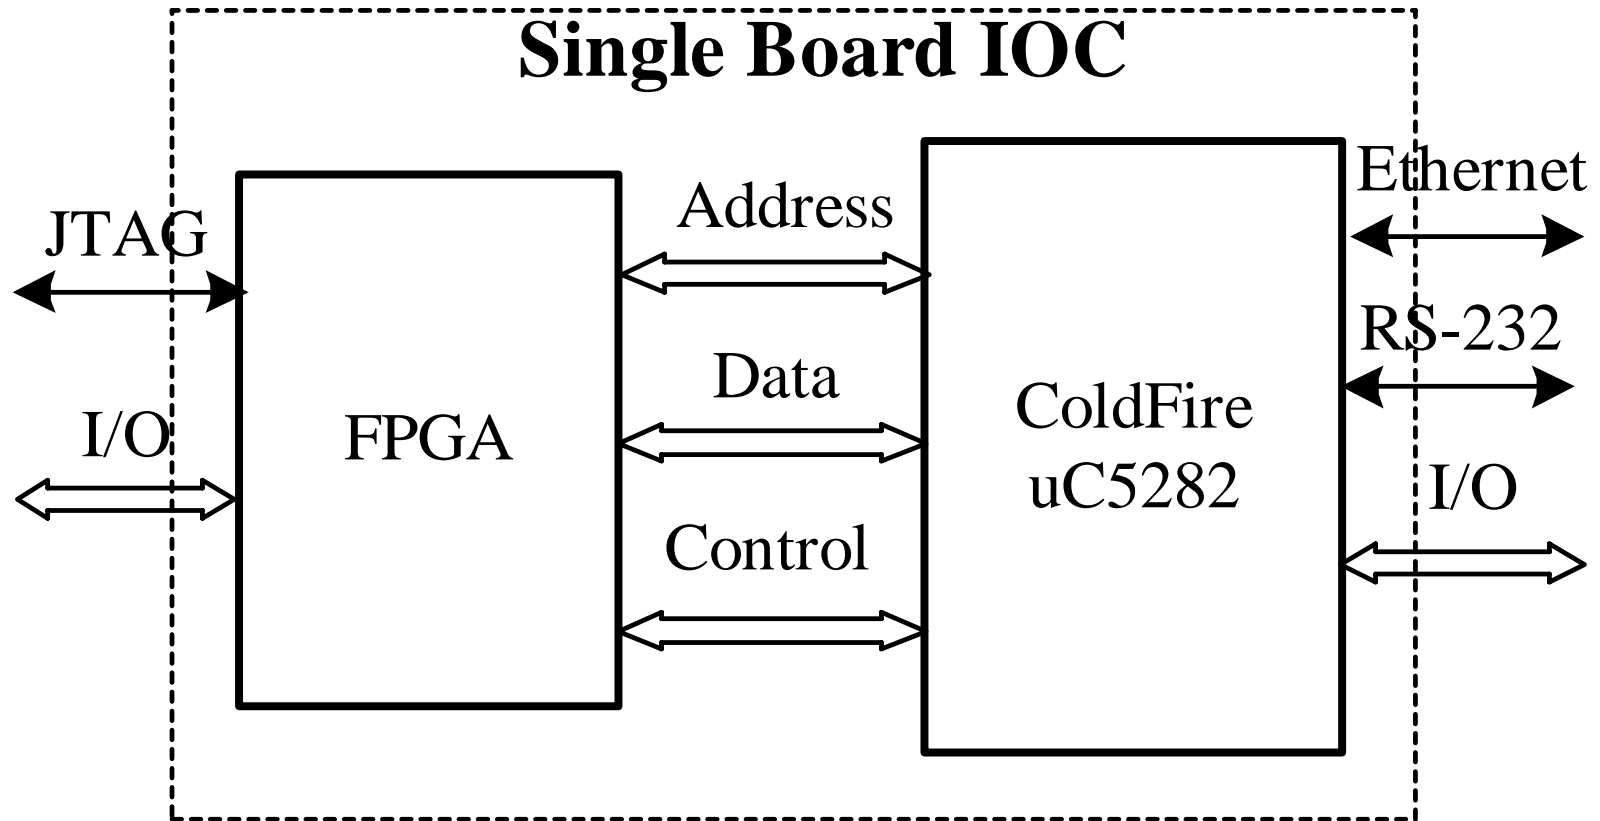 Single Board IOC
JTAG
I/O
FPGA
Address
Data
Control
ColdFire
uC5282
Ethernet
RS-232
I/O